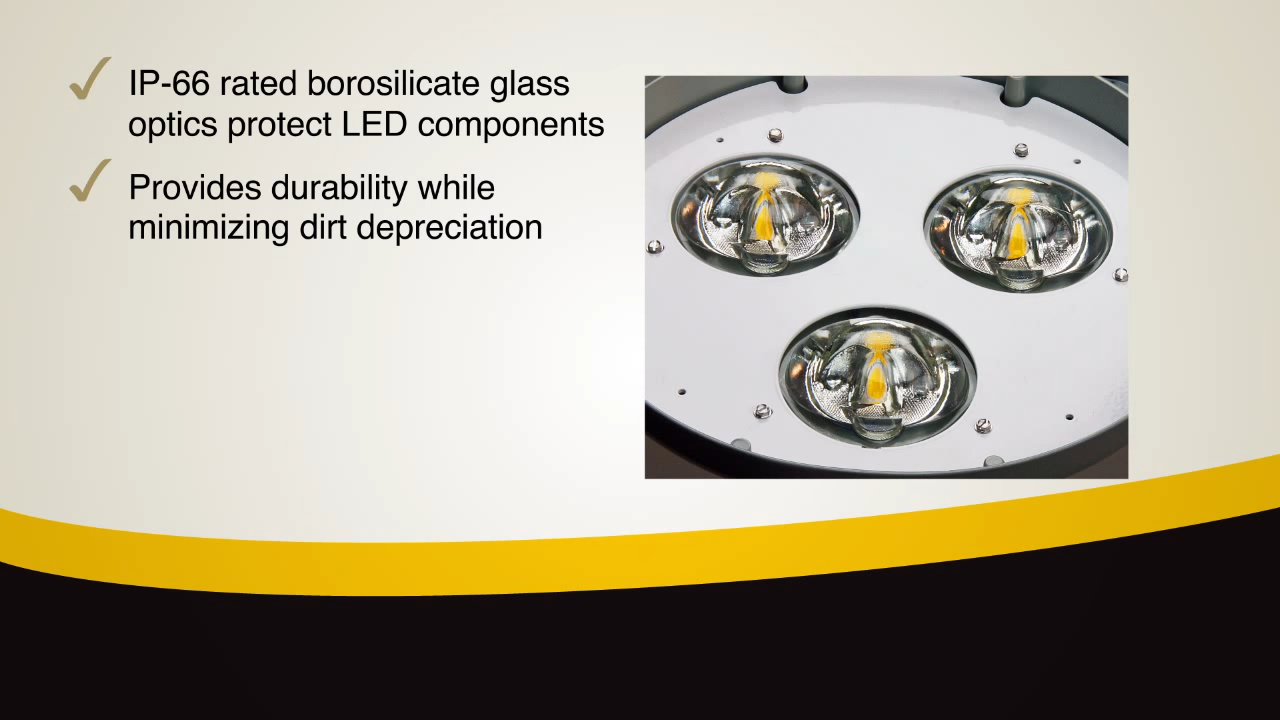 IP-66 rated borosilicate glass
optics protect LED components
Provides durability while
minimizing dirt depreciation